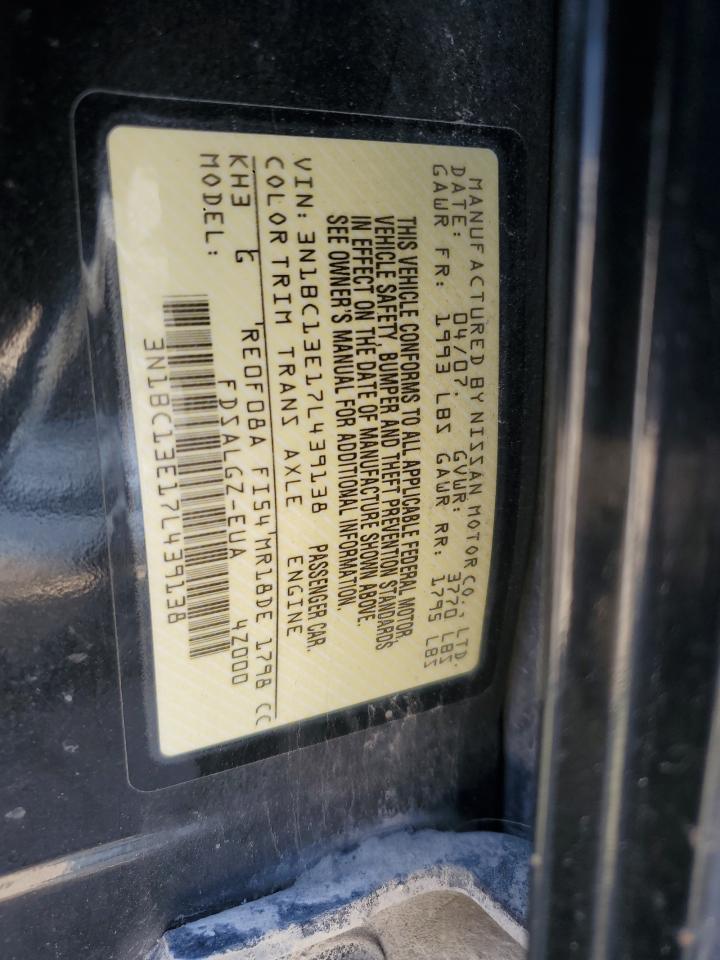 MANUFACTURED BY NISSAN MOTOR CO., LTD.
DATE: 04/07. GVWR: 3770 LBS
GAWR FR: 1993 LBS GAWR RR: 1795 LBS
THIS VEHICLE CONFORMS TO ALL APPLICABLE FEDERAL MOTOR
VEHICLE SAFETY, BUMPER AND THEFT PREVENTION STANDARDS
IN EFFECT ON THE DATE OF MANUFACTURE SHOWN ABOVE.
SEE OWNER'S MANUAL FOR ADDITIONAL INFORMATION.
VIN: 3N1BC13E17L439138 PASSENGER CAR.
COLOR TRIM TRANS AXLE ENGINE
KH3 G RE0F08A FI54 MR18DE 1798 CC
MODEL: FDSALGZ-EUA 4Z000
3N1BC13E17L439138